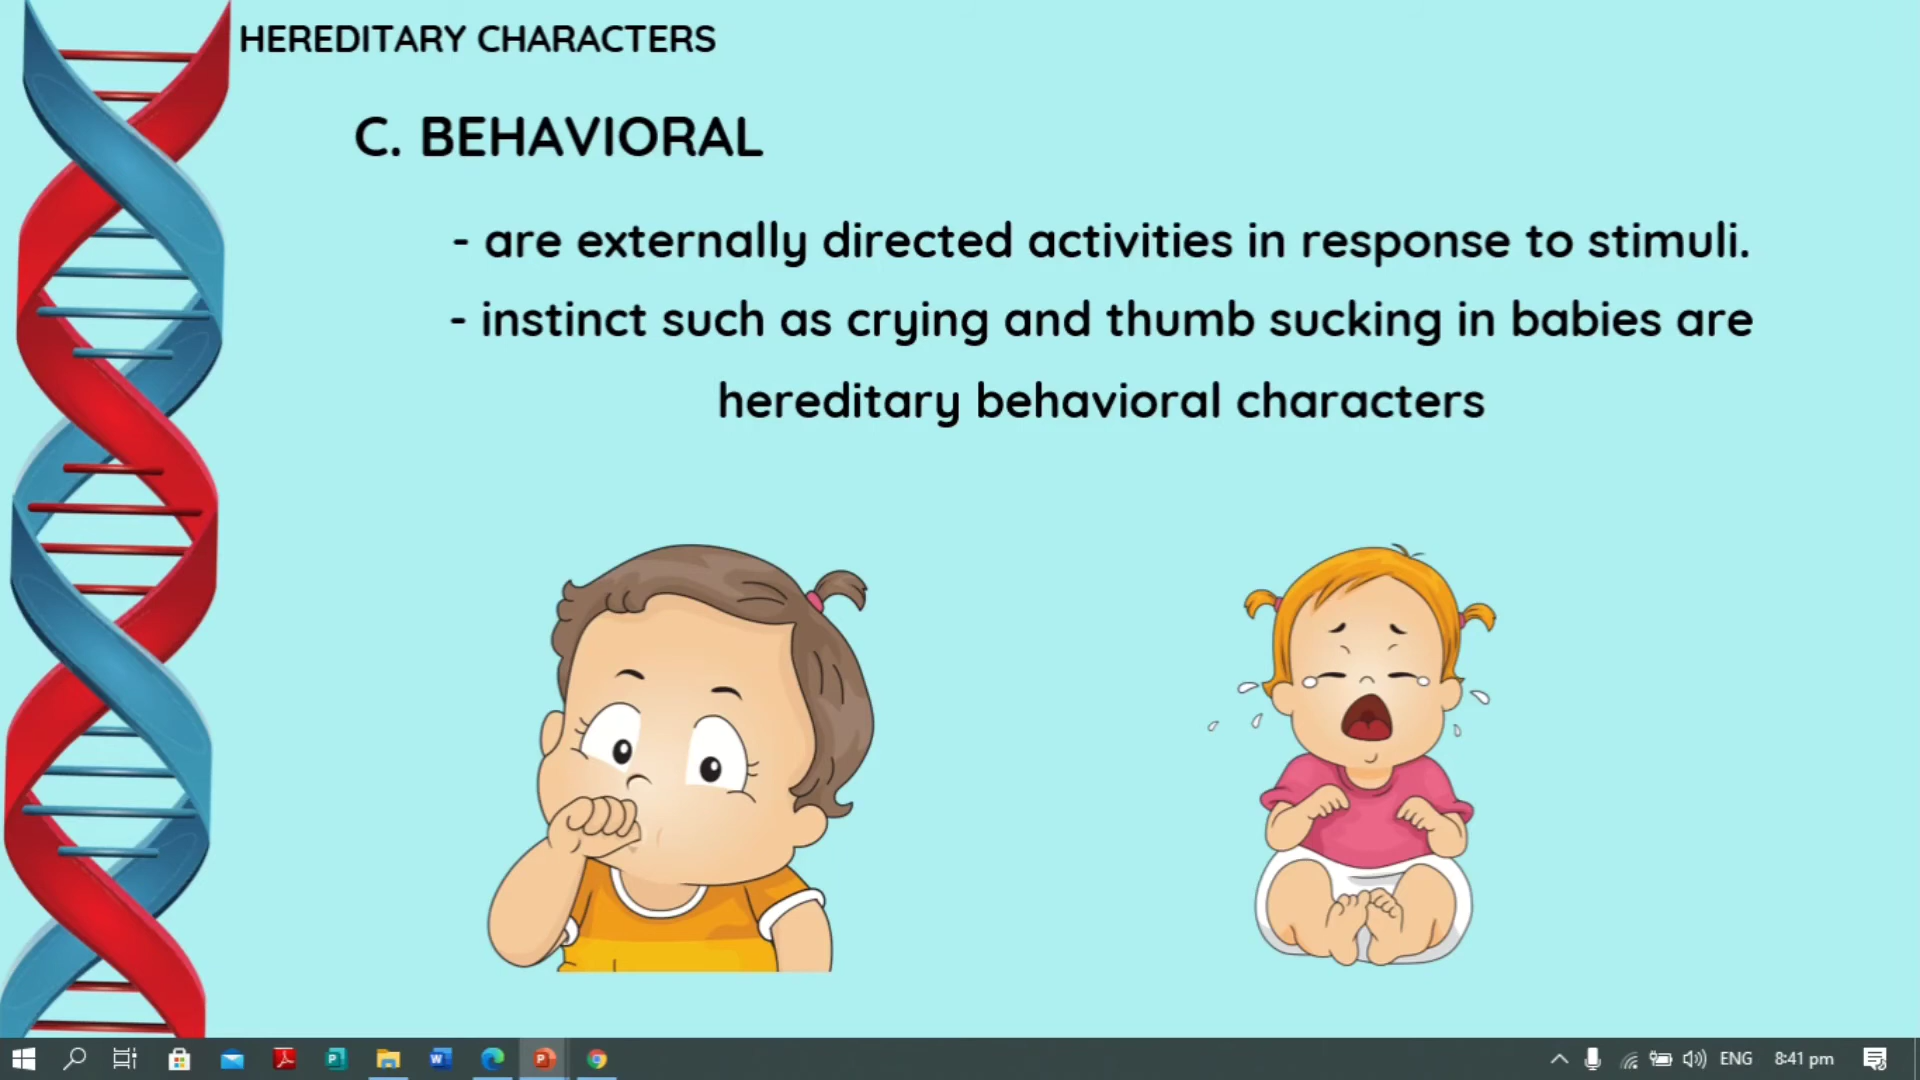 HEREDITARY CHARACTERS
C. BEHAVIORAL
- are externally directed activities in response to stimuli.
- instinct such as crying and thumb sucking in babies are
hereditary behavioral characters
ENG
8:41 pm